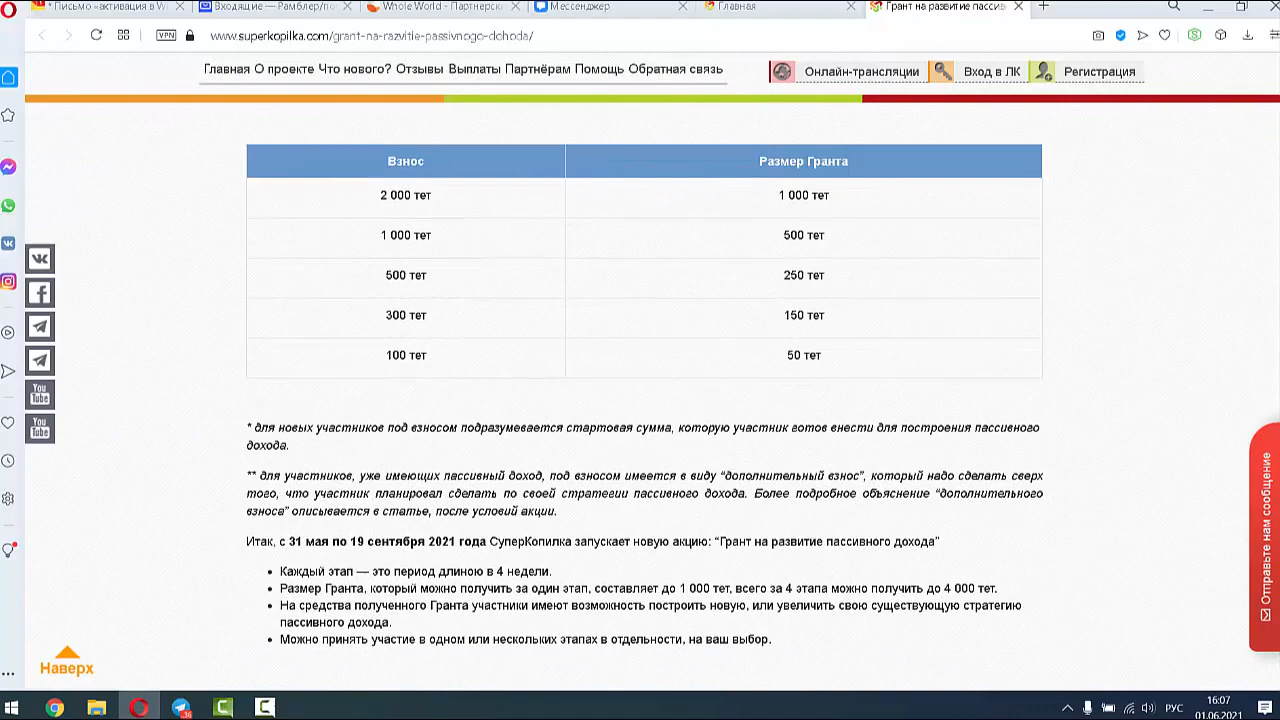 * Письмо «активация в W
Входящие — Рамблер/по
Whole World - Партнерск
Мессенджер
Главная
Грант на развитие пассив
VPN
www.superkopilka.com/grant-na-razvitie-passivnogo-dohoda/
Главная О проекте Что нового? Отзывы Выплаты Партнёрам Помощь Обратная связь
Онлайн-трансляции Вход в ЛК Регистрация
Взнос Размер Гранта
2 000 тет 1 000 тет
1 000 тет 500 тет
500 тет 250 тет
300 тет 150 тет
100 тет 50 тет
You Tube
You Tube
* для новых участников под взносом подразумевается стартовая сумма, которую участник готов внести для построения пассивного
дохода.
** для участников, уже имеющих пассивный доход, под взносом имеется в виду “дополнительный взнос”, который надо сделать сверх
того, что участник планировал сделать по своей стратегии пассивного дохода. Более подробное объяснение “дополнительного
взноса” описывается в статье, после условий акции.
Итак, с 31 мая по 19 сентября 2021 года СуперКопилка запускает новую акцию: “Грант на развитие пассивного дохода”
Каждый этап — это период длиною в 4 недели.
Размер Гранта, который можно получить за один этап, составляет до 1 000 тет, всего за 4 этапа можно получить до 4 000 тет.
На средства полученного Гранта участники имеют возможность построить новую, или увеличить свою существующую стратегию
пассивного дохода.
Можно принять участие в одном или нескольких этапах в отдельности, на ваш выбор.
Отправьте нам сообщение
Наверх
36
РУС
16:07
01.06.2021